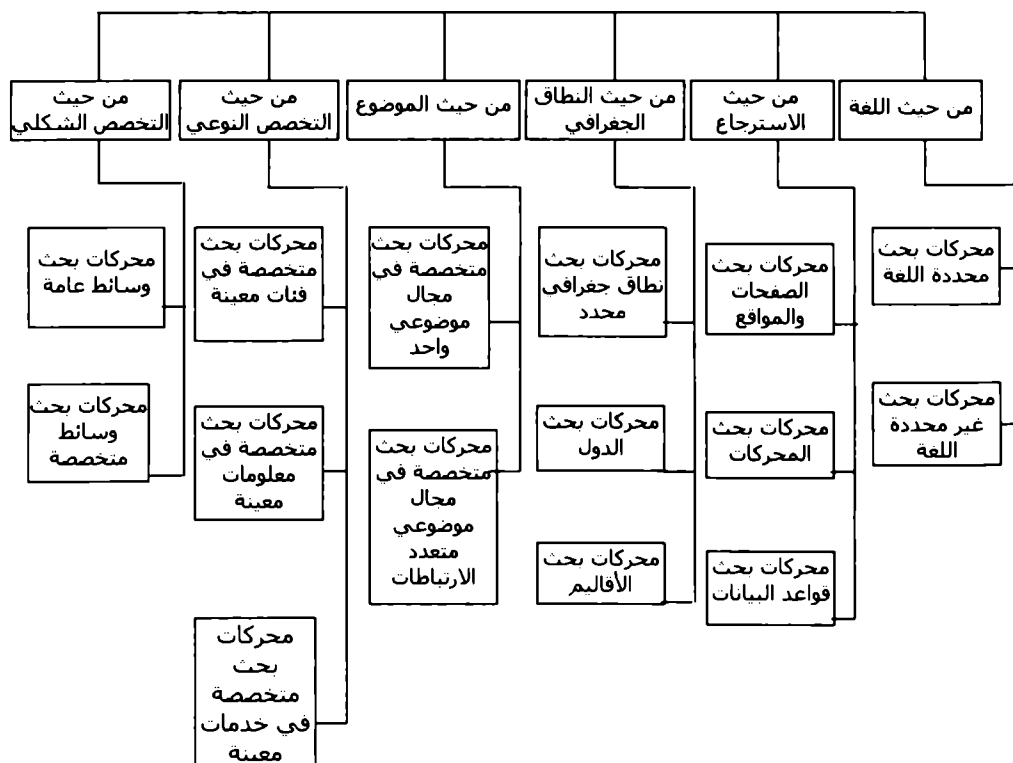 من حيث اللغة
من حيث
الاسترجاع
من حيث النطاق
الجغرافي
من حيث الموضوع
من حيث
التخصص النوعي
من حيث
التخصص الشكلي
محركات بحث
محددة اللغة
محركات بحث
غير محددة
اللغة
محركات بحث
الصفحات
والمواقع
محركات بحث
المحركات
محركات بحث
قواعد البيانات
محركات بحث
نطاق جغرافي
محدد
محركات بحث
الدول
محركات بحث
الأقاليم
محركات بحث
متخصصة في
مجال
موضوعي
واحد
محركات بحث
متخصصة في
مجال
موضوعي
متعدد
الارتباطات
محركات بحث
متخصصة في
فئات معينة
محركات بحث
متخصصة في
معلومات
معينة
محركات
بحث
متخصصة
في خدمات
معينة
محركات بحث
وسائط عامة
محركات بحث
وسائط
متخصصة